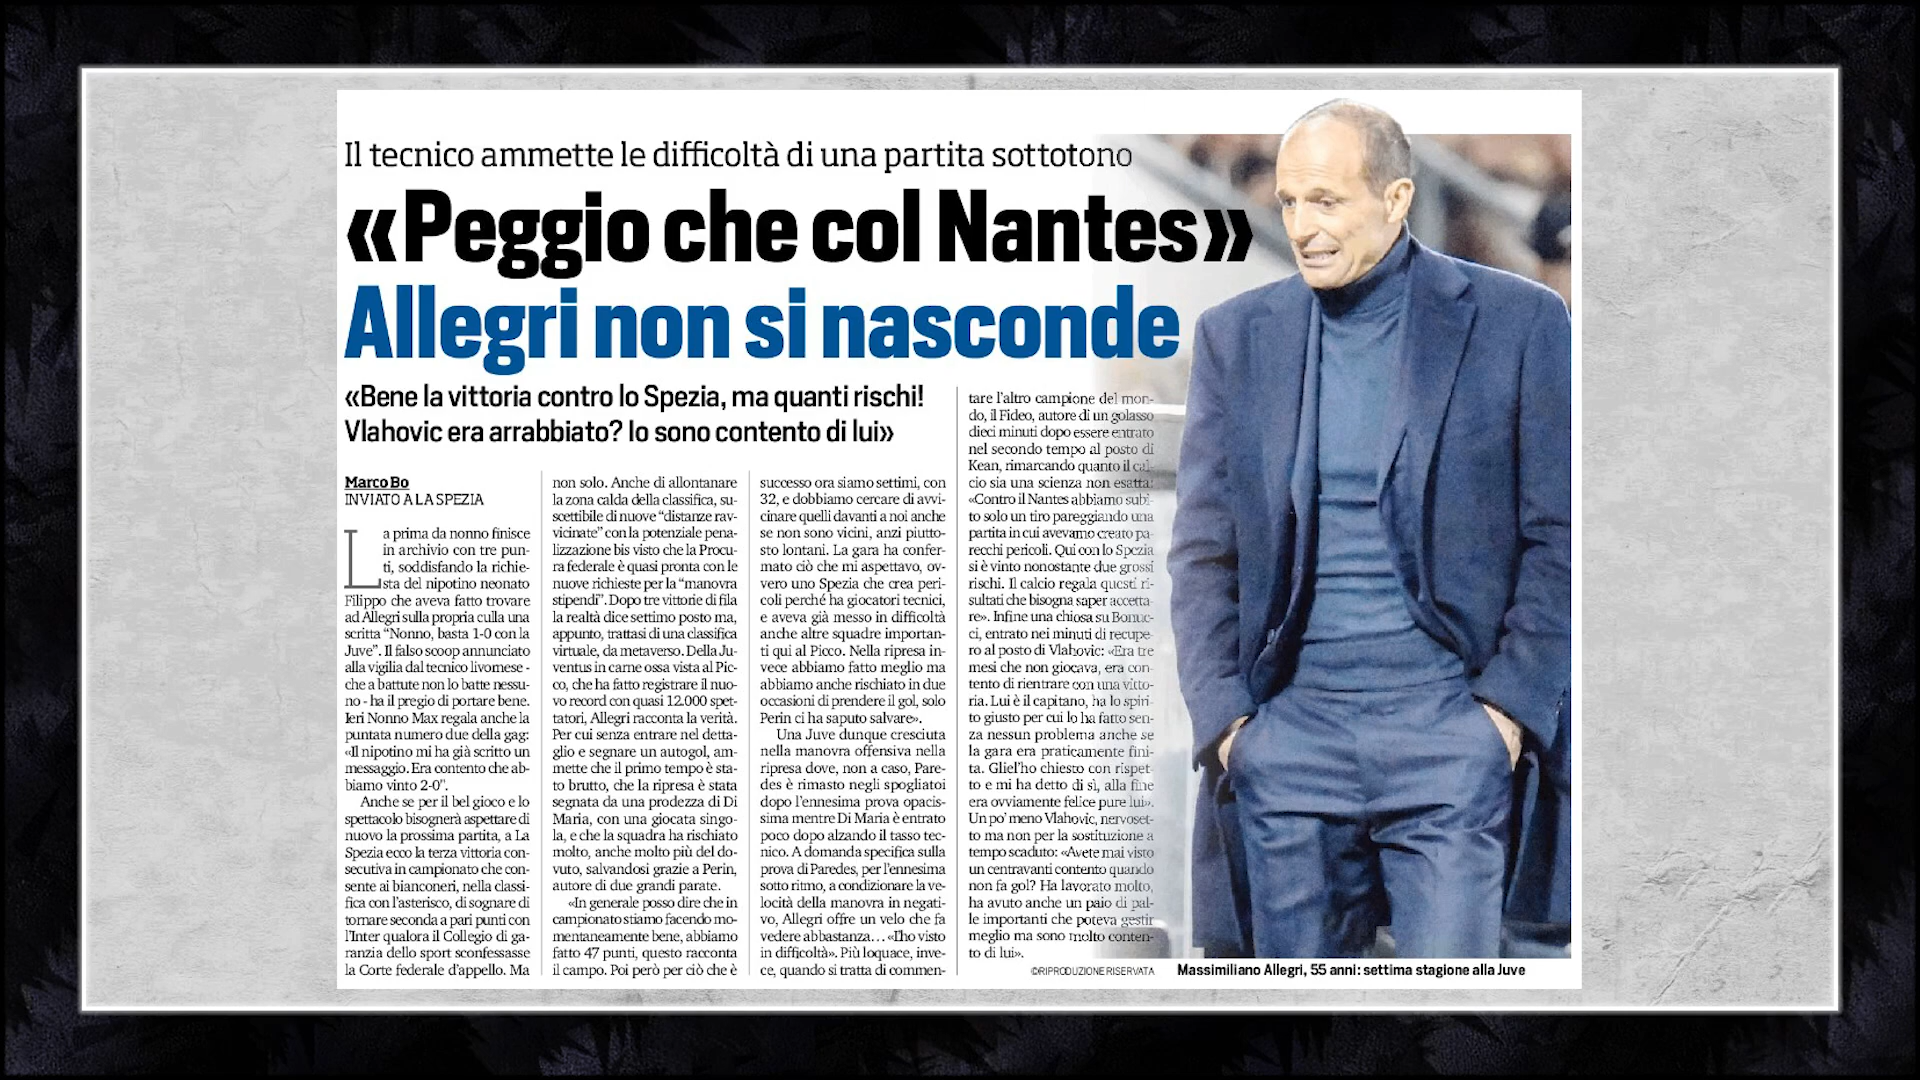 Il tecnico ammette le difficoltà di una partita sottotono
«Peggio che col Nantes»
Allegri non si nasconde
«Bene la vittoria contro lo Spezia, ma quanti rischi!
Vlahovic era arrabbiato? Io sono contento di lui»
Marco Bo
INVIATO A LA SPEZIA
La prima da nonno finisce
in archivio con tre pun-
ti, soddisfando la richie-
sta del nipotino neonato
Filippo che aveva fatto trovare
ad Allegri sulla propria culla una
scritta “Nonno, basta 1-0 con la
Juve”. Il falso scoop annunciato
alla vigilia dal tecnico livornese -
che a battute non lo batte nessu-
no - ha il pregio di portare bene.
Ieri Nonno Max regala anche la
puntata numero due della gag:
«Il nipotino mi ha già scritto un
messaggio. Era contento che ab-
biamo vinto 2-0”.
Anche se per il bel gioco e lo
spettacolo bisognerà aspettare di
nuovo la prossima partita, a La
Spezia ecco la terza vittoria con-
secutiva in campionato che con-
sente ai bianconeri, nella classi-
fica con l’asterisco, di sognare di
tornare seconda a pari punti con
l’Inter qualora il Collegio di ga-
ranzia dello sport sconfessasse
la Corte federale d’appello. Ma
non solo. Anche di allontanare
la zona calda della classifica, su-
scettibile di nuove “distanze rav-
vicinate” con la potenziale pena-
lizzazione bis visto che la Procu-
ra federale è quasi pronta con le
nuove richieste per la “manovra
stipendi”. Dopo tre vittorie di fila
la realtà dice settimo posto ma,
appunto, trattasi di una classifica
virtuale, da metaverso. Della Ju-
ventus in carne ossa vista al Pic-
co, che ha fatto registrare il nuo-
vo record con quasi 12.000 spet-
tatori, Allegri racconta la verità.
Per cui senza entrare nel detta-
glio e segnare un autogol, am-
mette che il primo tempo è sta-
to brutto, che la ripresa è stata
segnata da una prodezza di Di
Maria, con una giocata singo-
la, e che la squadra ha rischiato
molto, anche molto più del do-
vuto, salvandosi grazie a Perin,
autore di due grandi parate.
«In generale posso dire che in
campionato stiamo facendo mo-
mentaneamente bene, abbiamo
fatto 47 punti, questo racconta
il campo. Poi però per ciò che è
successo ora siamo settimi, con
32, e dobbiamo cercare di avvi-
cinare quelli davanti a noi anche
se non sono vicini, anzi piutto-
sto lontani. La gara ha confer-
mato ciò che mi aspettavo, ov-
vero uno Spezia che crea peri-
coli perché ha giocatori tecnici,
e aveva già messo in difficoltà
anche altre squadre importan-
ti qui al Picco. Nella ripresa in-
vece abbiamo fatto meglio ma
abbiamo anche rischiato in due
occasioni di prendere il gol, solo
Perin ci ha saputo salvare».
Una Juve dunque cresciuta
nella manovra offensiva nella
ripresa dove, non a caso, Pare-
des è rimasto negli spogliatoi
dopo l’ennesima prova opacis-
sima mentre Di Maria è entrato
poco dopo alzando il tasso tec-
nico. A domanda specifica sulla
prova di Paredes, per l’ennesima
sotto ritmo, a condizionare la ve-
locità della manovra in negati-
vo, Allegri offre un velo che fa
vedere abbastanza... «L’ho visto
in difficoltà». Più loquace, inve-
ce, quando si tratta di commen-
tare l’altro campione del mon-
do, il Fideo, autore di un golasso
dieci minuti dopo essere entrato
nel secondo tempo al posto di
Kean, rimarcando quanto il cal-
cio sia una scienza non esatta:
«Contro il Nantes abbiamo subi-
to solo un tiro pareggiando una
partita in cui avevamo creato pa-
recchi pericoli. Qui con lo Spezia
si è vinto nonostante due grossi
rischi. Il calcio regala questi ri-
sultati che bisogna saper accetta-
re». Infine una chiosa su Bonuc-
ci, entrato nei minuti di recupe-
ro al posto di Vlahovic: «Era tre
mesi che non giocava, era con-
tento di rientrare con una vitto-
ria. Lui è il capitano, ha lo spiri-
to giusto per cui lo ha fatto sen-
za nessun problema anche se
la gara era praticamente fini-
ta. Gliel’ho chiesto con rispet-
to e mi ha detto di sì, alla fine
era ovviamente felice pure lui».
Un po’ meno Vlahovic, nervoset-
to ma non per la sostituzione a
tempo scaduto: «Avete mai visto
un centravanti contento quando
non fa gol? Ha lavorato molto,
ha avuto anche un paio di pal-
le importanti che poteva gestir
meglio ma sono molto conten-
to di lui».
©RIPRODUZIONE RISERVATA
Massimiliano Allegri, 55 anni: settima stagione alla Juve